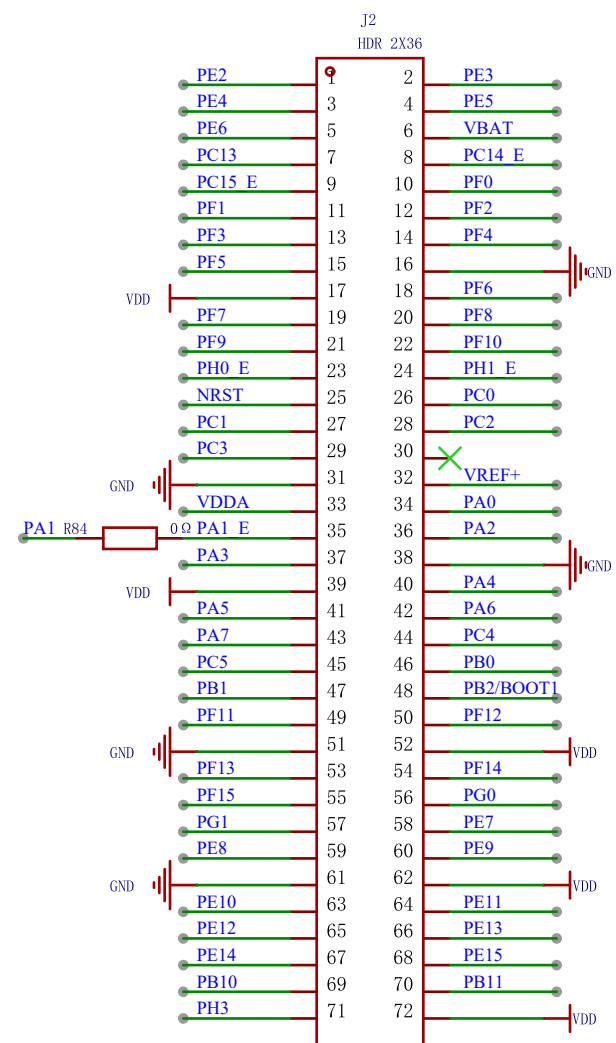 J2
HDR 2X36
PE2 1 2 PE3
PE4 3 4 PE5
PE6 5 6 VBAT
PC13 7 8 PC14_E
PC15_E 9 10 PF0
PF1 11 12 PF2
PF3 13 14 PF4
PF5 15 16 GND
VDD 17 18 PF6
PF7 19 20 PF8
PF9 21 22 PF10
PH0_E 23 24 PH1_E
NRST 25 26 PC0
PC1 27 28 PC2
PC3 29 30
GND 31 32 VREF+
VDDA 33 34 PA0
PA1 R84 0Ω PA1_E 35 36 PA2
PA3 37 38 GND
VDD 39 40 PA4
PA5 41 42 PA6
PA7 43 44 PC4
PC5 45 46 PB0
PB1 47 48 PB2/BOOT1
PF11 49 50 PF12
GND 51 52 VDD
PF13 53 54 PF14
PF15 55 56 PG0
PG1 57 58 PE7
PE8 59 60 PE9
GND 61 62 VDD
PE10 63 64 PE11
PE12 65 66 PE13
PE14 67 68 PE15
PB10 69 70 PB11
PH3 71 72 VDD